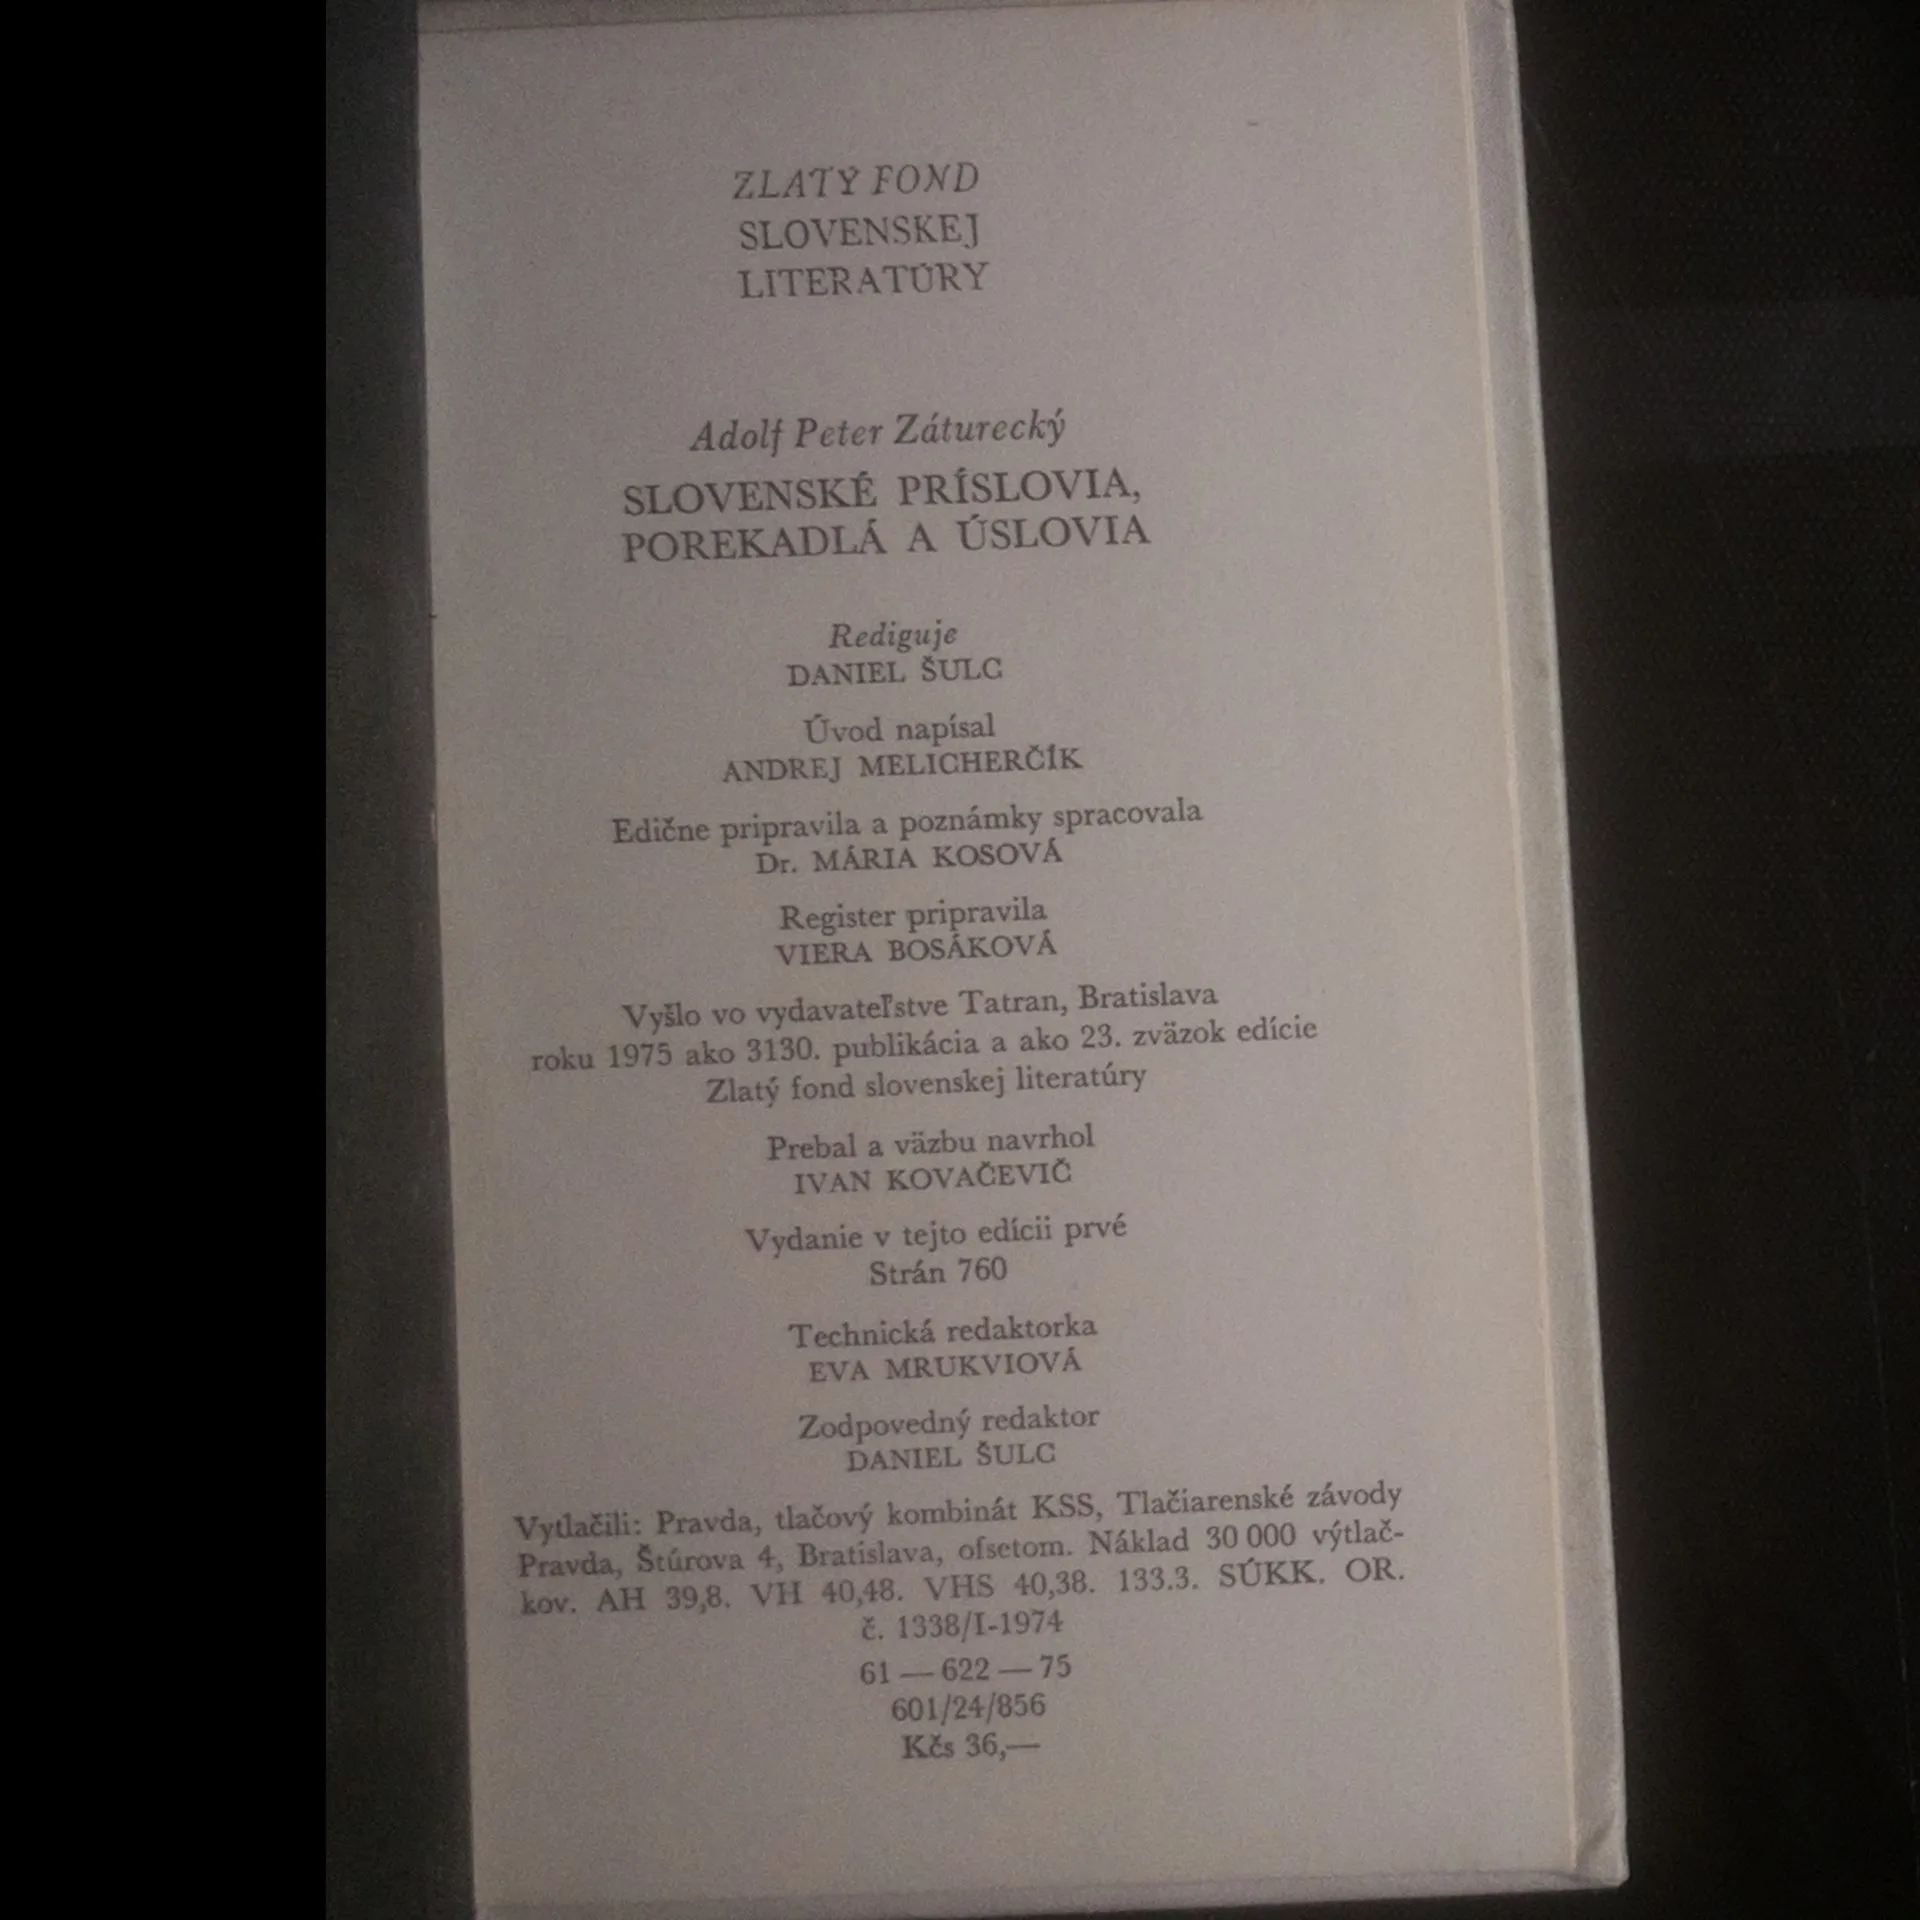 ZLATÝ FOND
SLOVENSKEJ
LITERATÚRY
Adolf Peter Záturecký
SLOVENSKÉ PRÍSLOVIA,
POREKADLÁ A ÚSLOVIA
Rediguje
DANIEL ŠULC
Úvod napísal
ANDREJ MELICHERČÍK
Edične pripravila a poznámky spracovala
Dr. MÁRIA KOSOVÁ
Register pripravila
VIERA BOSÁKOVÁ
Vyšlo vo vydavateľstve Tatran, Bratislava
roku 1975 ako 3130. publikácia a ako 23. zväzok edície
Zlatý fond slovenskej literatúry
Prebal a väzbu navrhol
IVAN KOVAČEVIČ
Vydanie v tejto edícii prvé
Strán 760
Technická redaktorka
EVA MRUKVIOVÁ
Zodpovedný redaktor
DANIEL ŠULC
Vytlačili: Pravda, tlačový kombinát KSS, Tlačiarenské závody
Pravda, Štúrova 4, Bratislava, ofsetom. Náklad 30 000 výtlač-
kov. AH 39,8. VH 40,48. VHS 40,38. 133.3. SÚKK. OR.
č. 1338/I-1974
61 — 622 — 75
601/24/856
Kčs 36,—